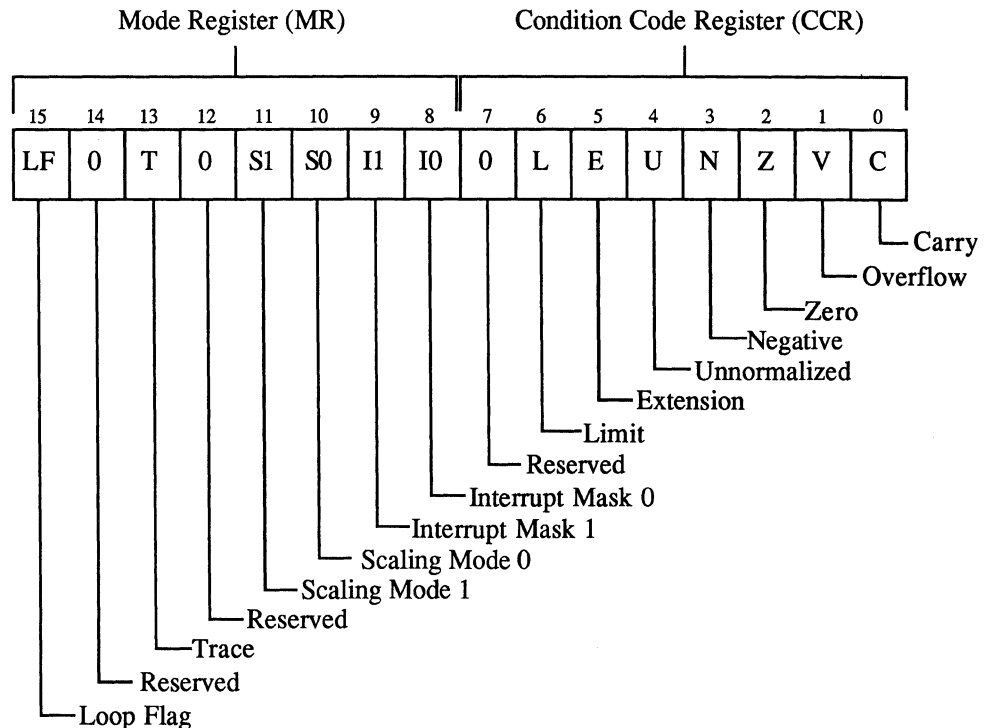 Mode Register (MR) Condition Code Register (CCR)
15 14 13 12 11 10 9 8 7 6 5 4 3 2 1 0
LF 0 T 0 S1 S0 I1 I0 0 L E U N Z V C
Carry
Overflow
Zero
Negative
Unnormalized
Extension
Limit
Reserved
Interrupt Mask 0
Interrupt Mask 1
Scaling Mode 0
Scaling Mode 1
Reserved
Trace
Reserved
Loop Flag